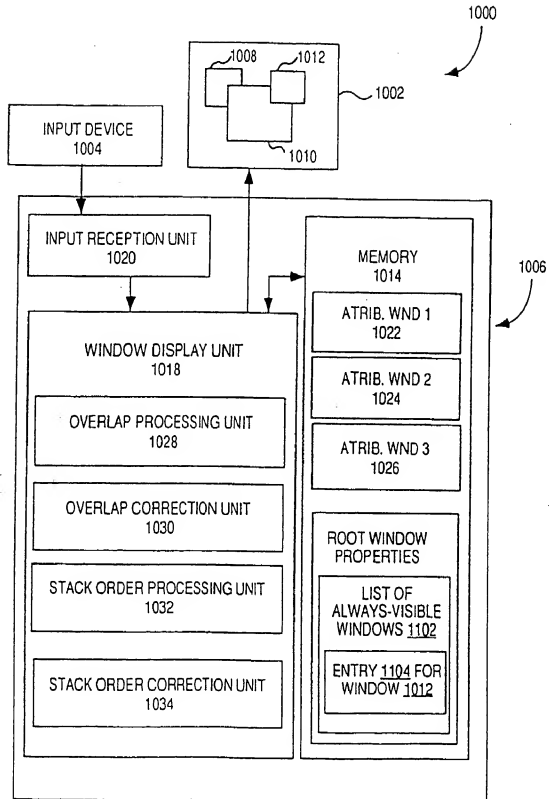 1000
1008
1012
1002
1010
INPUT DEVICE
1004
INPUT RECEPTION UNIT
1020
MEMORY
1014
1006
ATRIB. WND 1
1022
WINDOW DISPLAY UNIT
1018
ATRIB. WND 2
1024
OVERLAP PROCESSING UNIT
1028
ATRIB. WND 3
1026
OVERLAP CORRECTION UNIT
1030
ROOT WINDOW
PROPERTIES
STACK ORDER PROCESSING UNIT
1032
LIST OF
ALWAYS-VISIBLE
WINDOWS 1102
ENTRY 1104 FOR
WINDOW 1012
STACK ORDER CORRECTION UNIT
1034